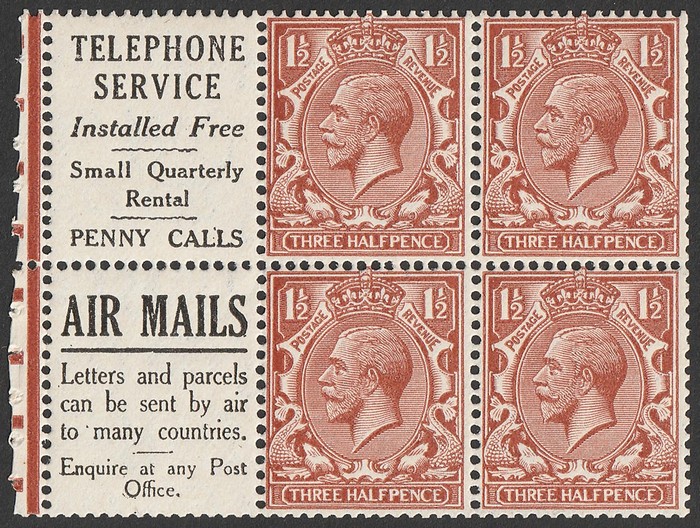 TELEPHONE
SERVICE
Installed Free
Small Quarterly
Rental
PENNY CALLS
1½ 1½
POSTAGE REVENUE
THREE HALFPENCE
1½ 1½
POSTAGE REVENUE
THREE HALFPENCE
AIR MAILS
Letters and parcels
can be sent by air
to many countries.
Enquire at any Post
Office.
1½ 1½
POSTAGE REVENUE
THREE HALFPENCE
1½ 1½
POSTAGE REVENUE
THREE HALFPENCE